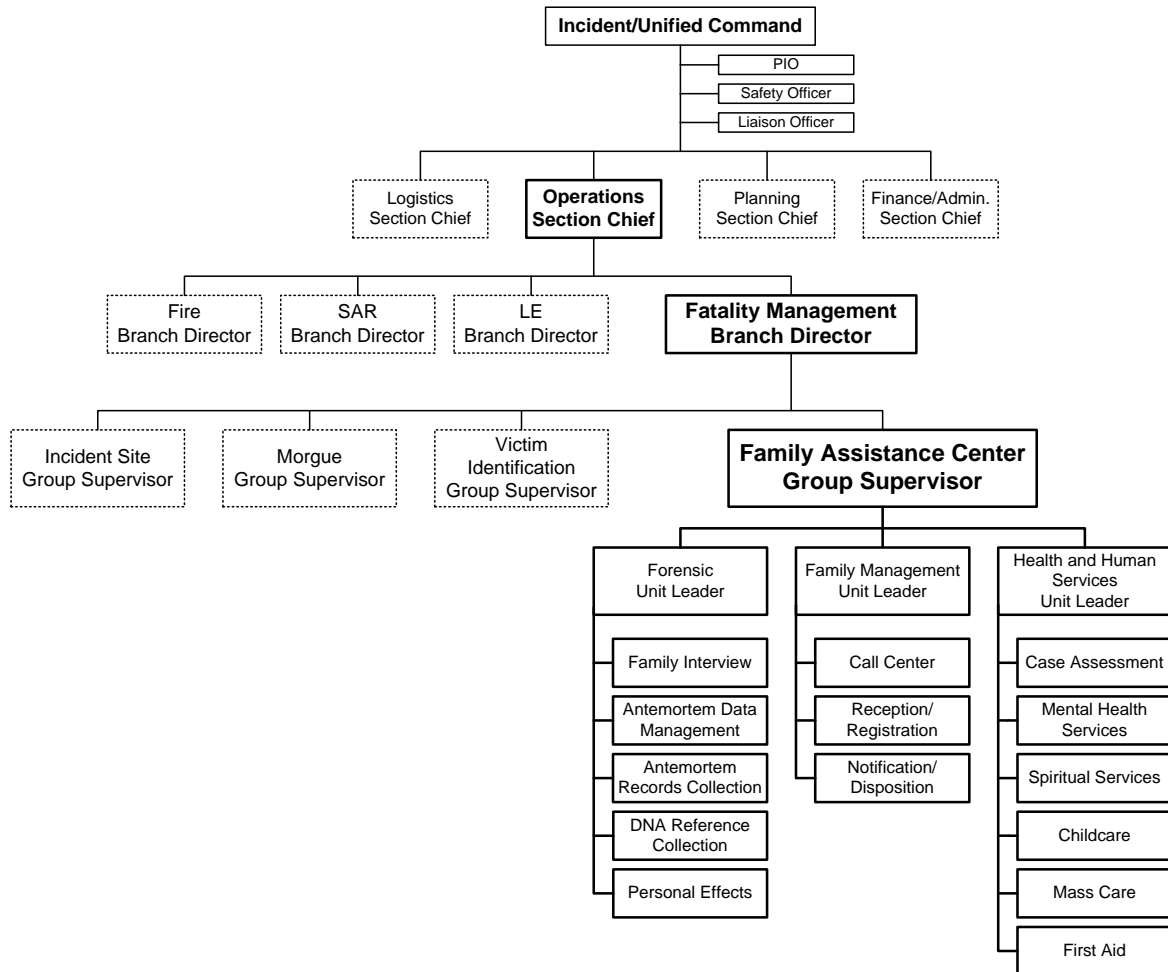 Incident/Unified Command
PIO
Safety Officer
Liaison Officer
Logistics
Section Chief
Operations
Section Chief
Planning
Section Chief
Finance/Admin.
Section Chief
Fire
Branch Director
SAR
Branch Director
LE
Branch Director
Fatality Management
Branch Director
Incident Site
Group Supervisor
Morgue
Group Supervisor
Victim
Identification
Group Supervisor
Family Assistance Center
Group Supervisor
Forensic
Unit Leader
Family Interview
Antemortem Data
Management
Antemortem
Records Collection
DNA Reference
Collection
Personal Effects
Family Management
Unit Leader
Call Center
Reception/
Registration
Notification/
Disposition
Health and Human
Services
Unit Leader
Case Assessment
Mental Health
Services
Spiritual Services
Childcare
Mass Care
First Aid